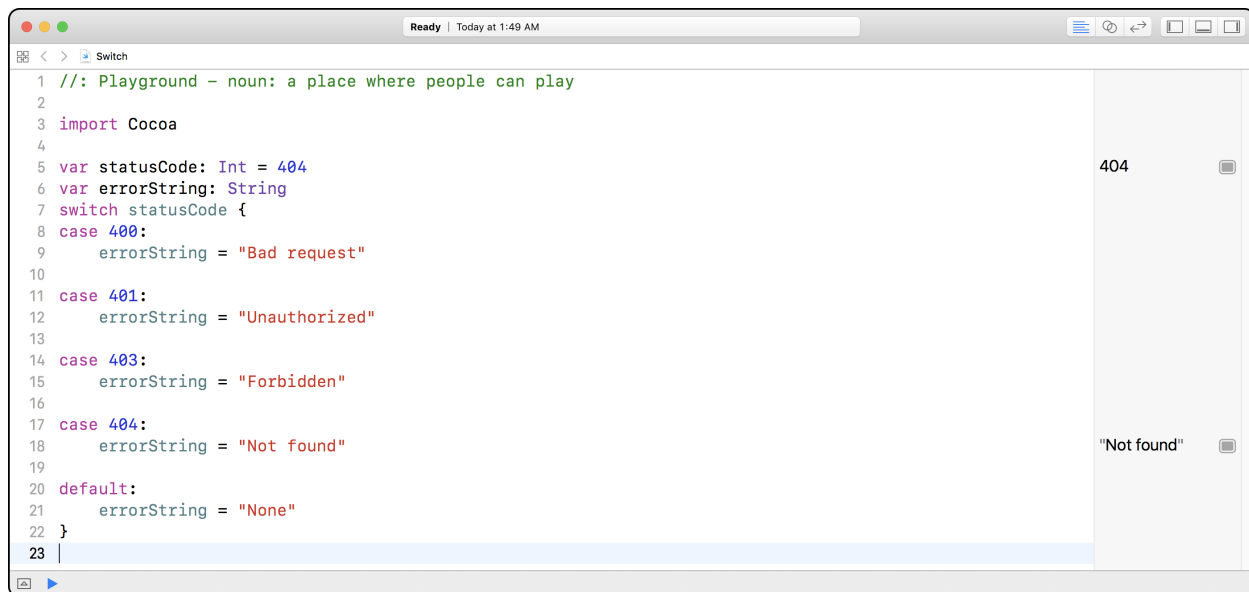 Ready | Today at 1:49 AM
Switch
1 //: Playground – noun: a place where people can play
2
3 import Cocoa
4
5 var statusCode: Int = 404 404
6 var errorString: String
7 switch statusCode {
8 case 400:
9     errorString = "Bad request"
10
11 case 401:
12     errorString = "Unauthorized"
13
14 case 403:
15     errorString = "Forbidden"
16
17 case 404:
18     errorString = "Not found" "Not found"
19
20 default:
21     errorString = "None"
22 }
23